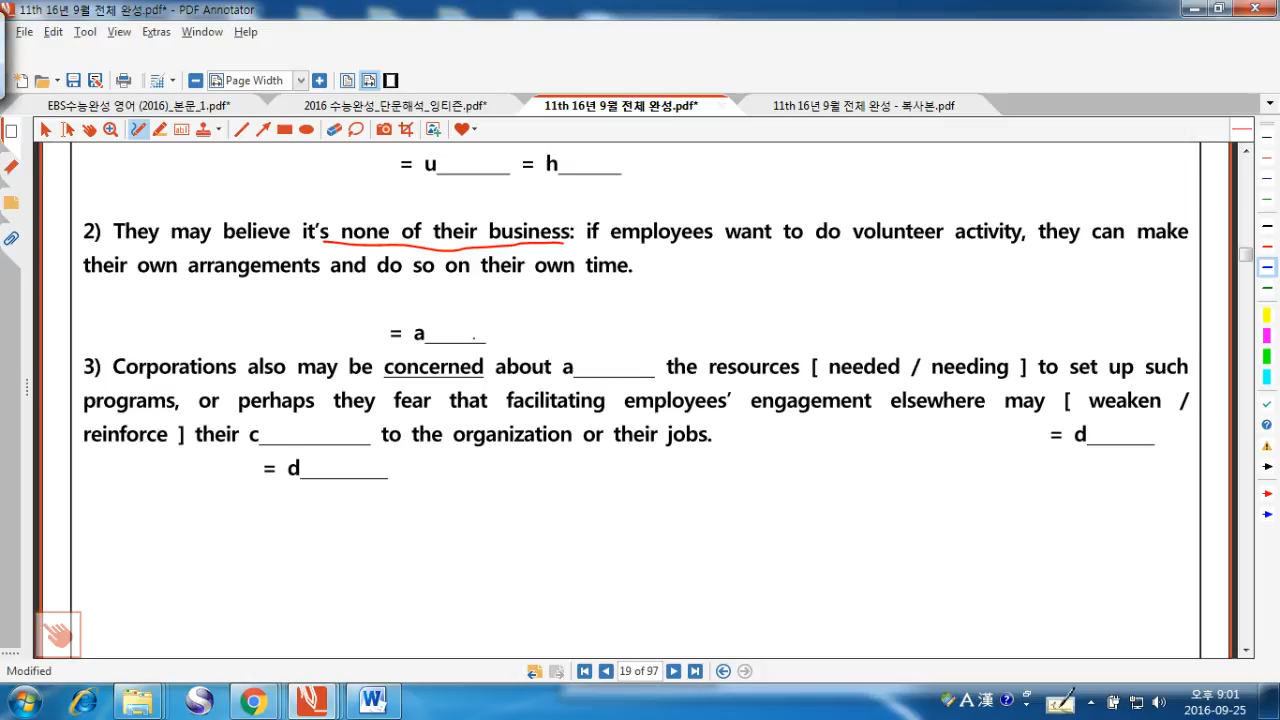 11th 16년 9월 전체 완성.pdf* - PDF Annotator
File Edit Tool View Extras Window Help
Page Width
EBS수능완성 영어 (2016)_본문_1.pdf* 2016 수능완성_단문해석_잉티즌.pdf* 11th 16년 9월 전체 완성.pdf* 11th 16년 9월 전체 완성 - 복사본.pdf
= u_______ = h______
2) They may believe it's none of their business: if employees want to do volunteer activity, they can make
their own arrangements and do so on their own time.
= a______
3) Corporations also may be concerned about a________ the resources [ needed / needing ] to set up such
programs, or perhaps they fear that facilitating employees' engagement elsewhere may [ weaken /
reinforce ] their c___________ to the organization or their jobs. = d_______
= d_________
19 of 97
Modified
A 漢 오후 9:01
2016-09-25